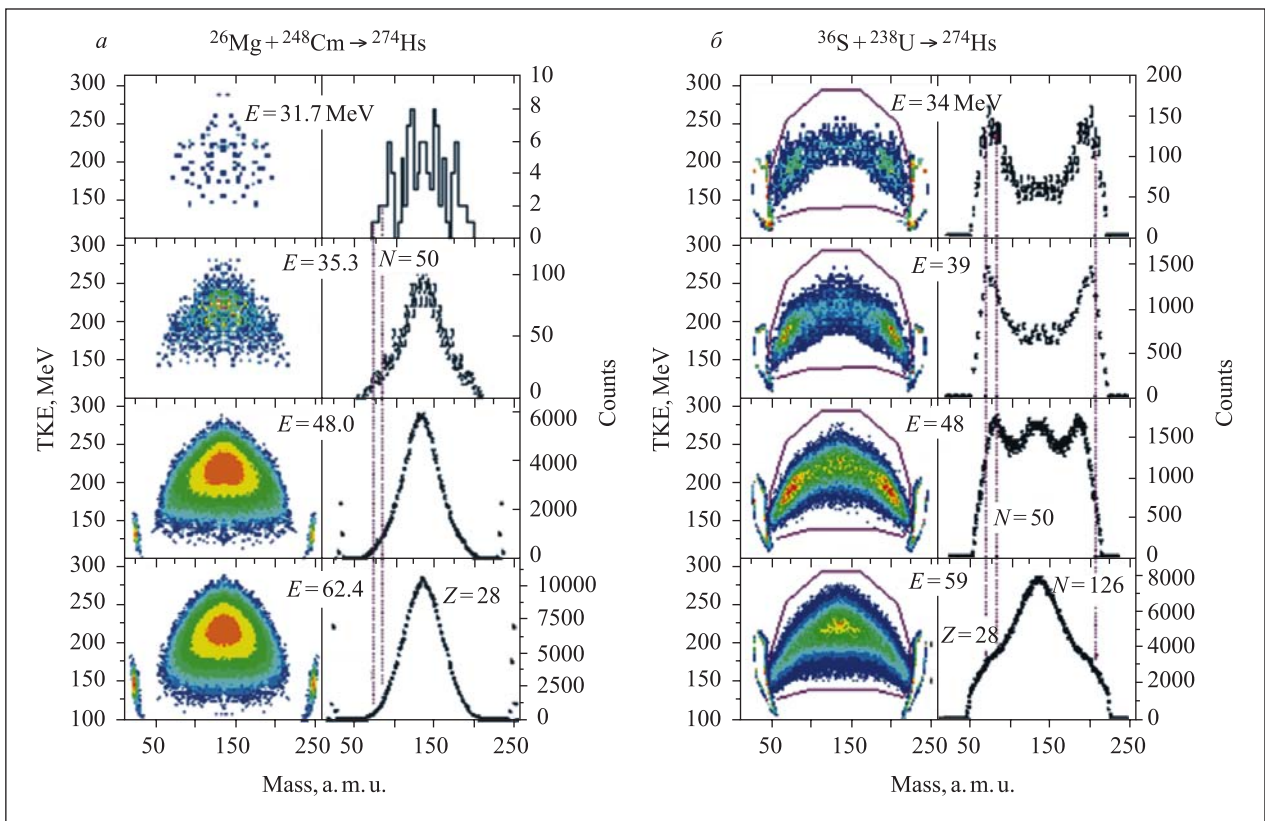 а
²⁶Mg + ²⁴⁸Cm → ²⁷⁴Hs
TKE, MeV
300
250
200
150
E = 31.7 MeV
10
8
6
4
2
0
300
250
200
150
E = 35.3
N = 50
100
50
0
Counts
300
250
200
150
E = 48.0
6000
4000
2000
0
300
250
200
150
100
E = 62.4
Z = 28
10000
7500
5000
2500
0
50 150 250 50 150 250
Mass, a. m. u.
б
³⁶S + ²³⁸U → ²⁷⁴Hs
TKE, MeV
300
250
200
150
E = 34 MeV
200
150
100
50
0
300
250
200
150
E = 39
1500
1000
500
0
Counts
300
250
200
150
E = 48
N = 50
1500
1000
500
0
300
250
200
150
100
E = 59
N = 126
Z = 28
8000
6000
4000
2000
0
50 150 250 50 150 250
Mass, a. m. u.